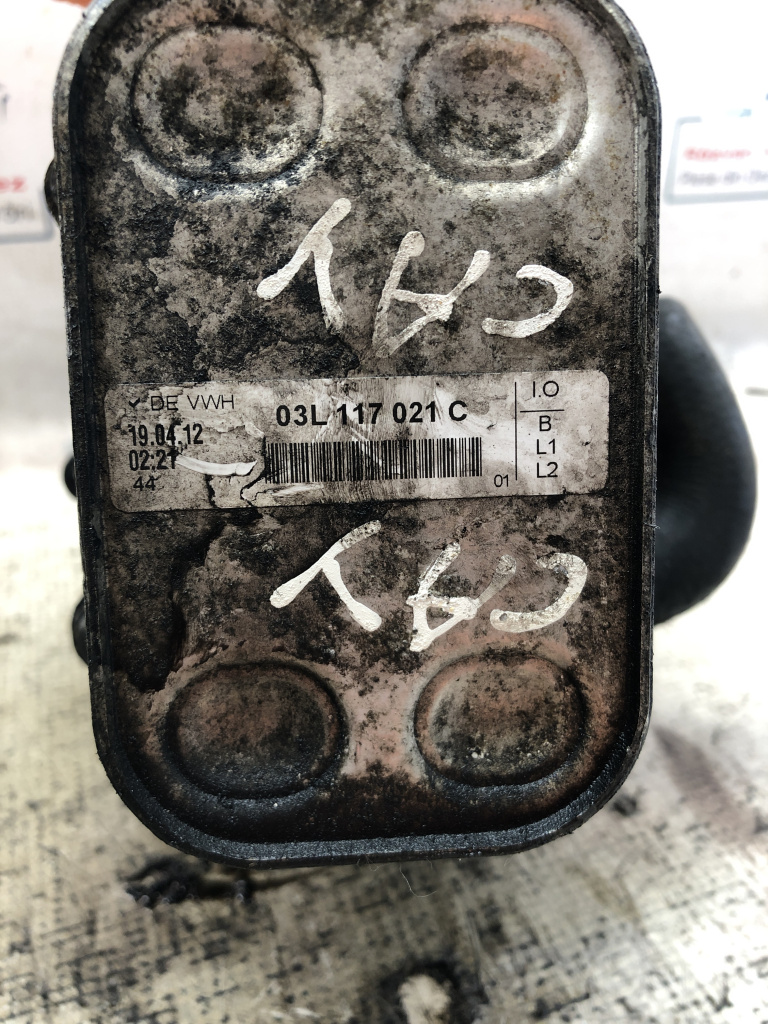 CAY
DE VWH
03L 117 021 C
19.04.12
02:21
44
01
I.O
B
L1
L2
CAY